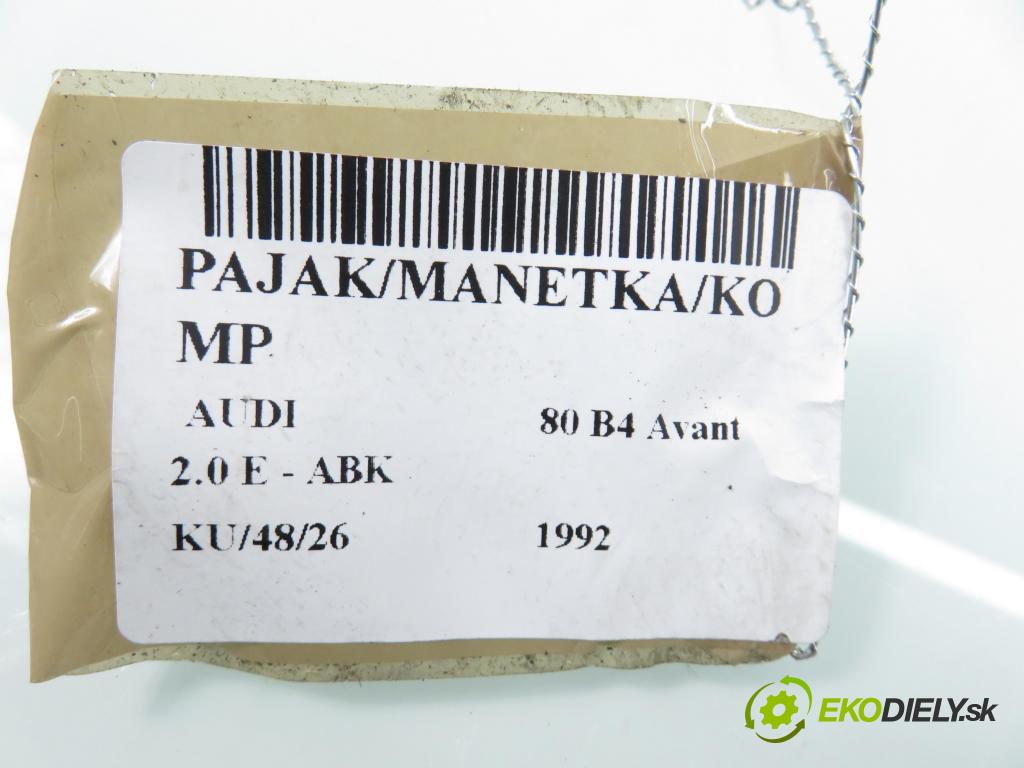 PAJAK/MANETKA/KO
MP
AUDI 80 B4 Avant
2.0 E - ABK
KU/48/26 1992
EKODIELY.sk